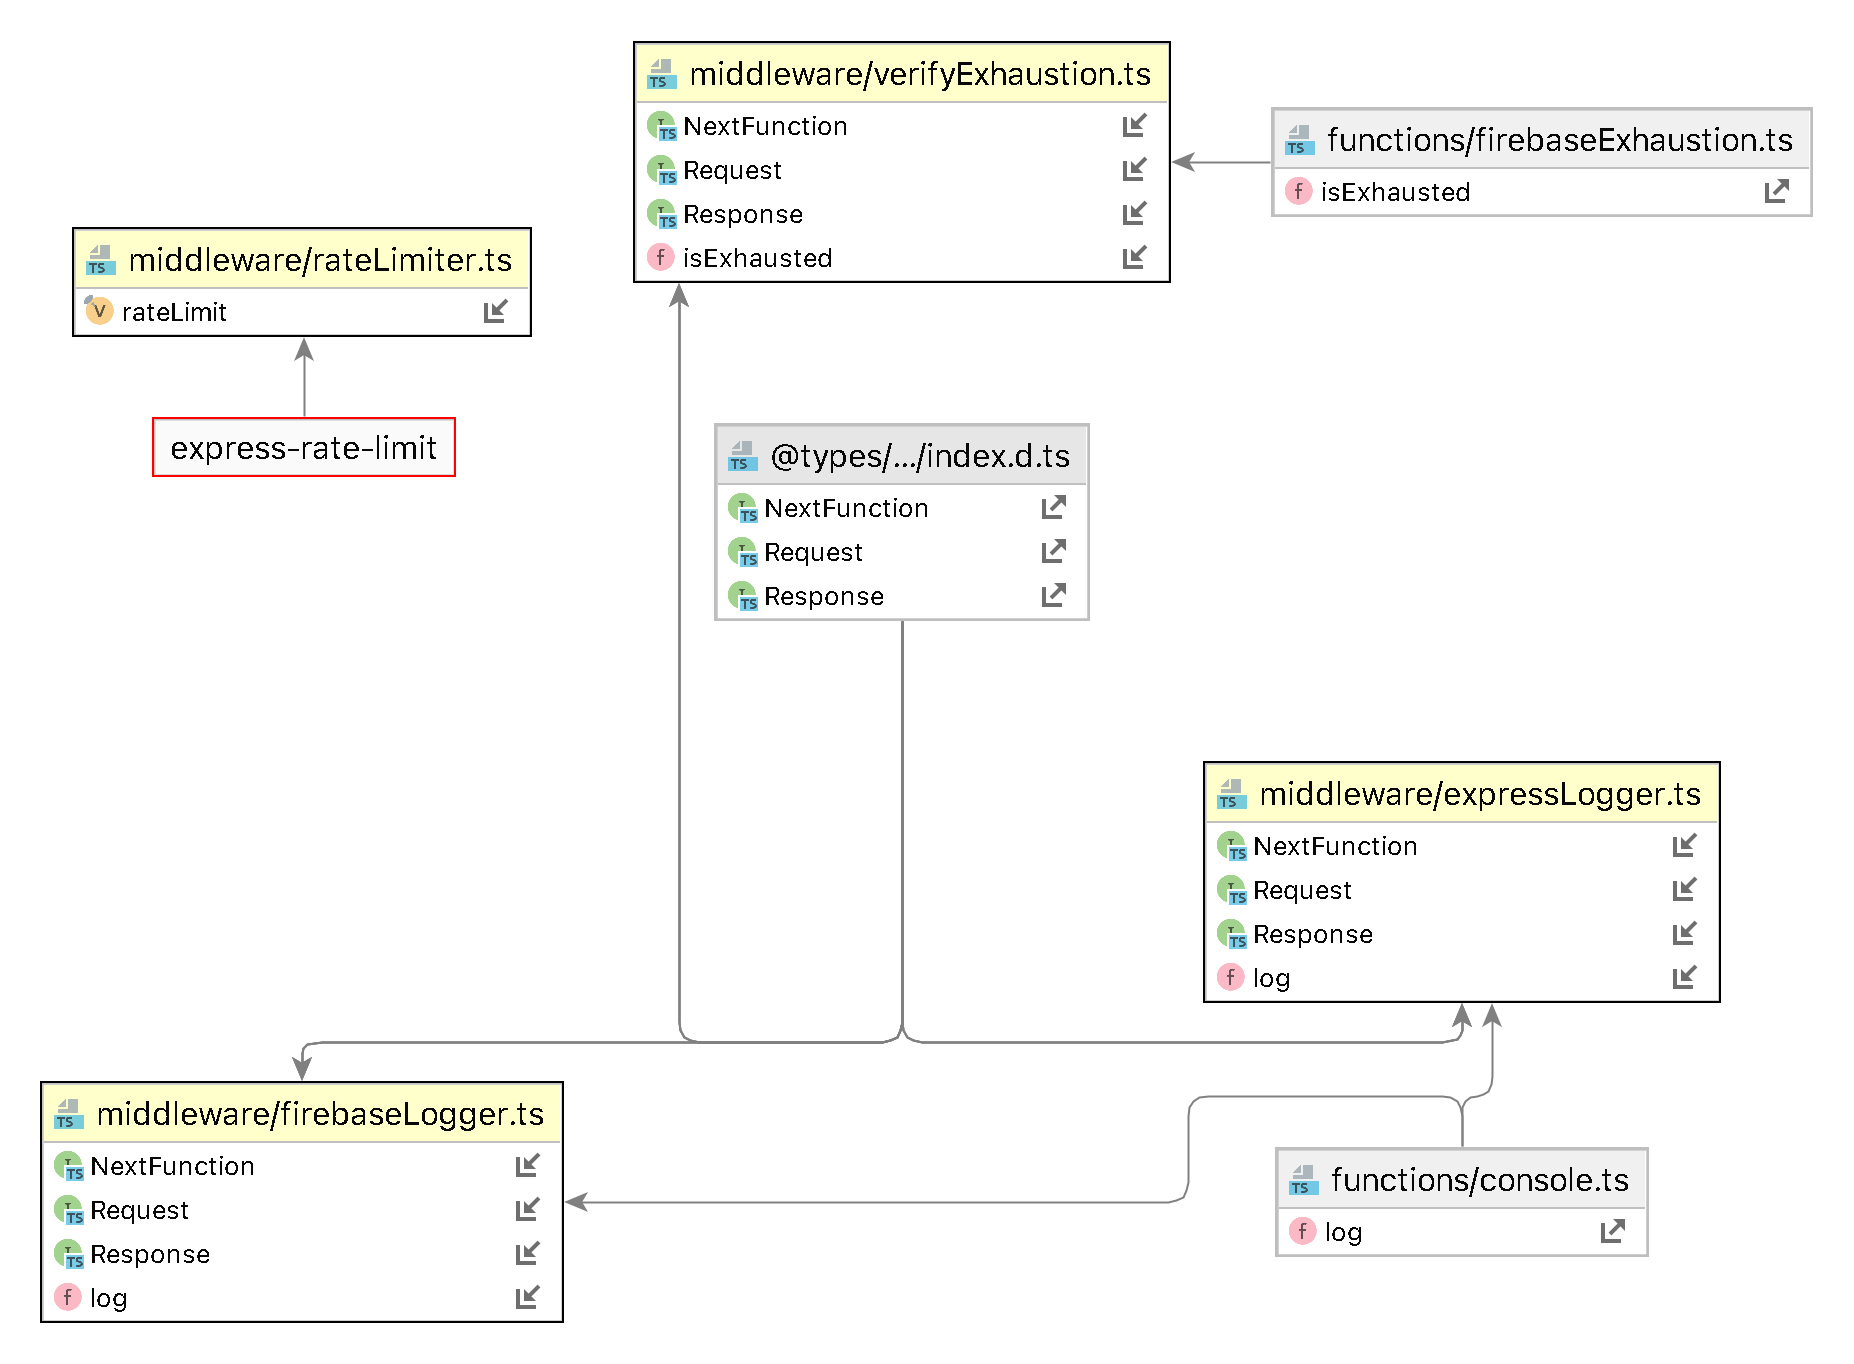 middleware/verifyExhaustion.ts
NextFunction
Request
Response
isExhausted
functions/firebaseExhaustion.ts
isExhausted
middleware/rateLimiter.ts
rateLimit
express-rate-limit
@types/.../index.d.ts
NextFunction
Request
Response
middleware/expressLogger.ts
NextFunction
Request
Response
log
middleware/firebaseLogger.ts
NextFunction
Request
Response
log
functions/console.ts
log